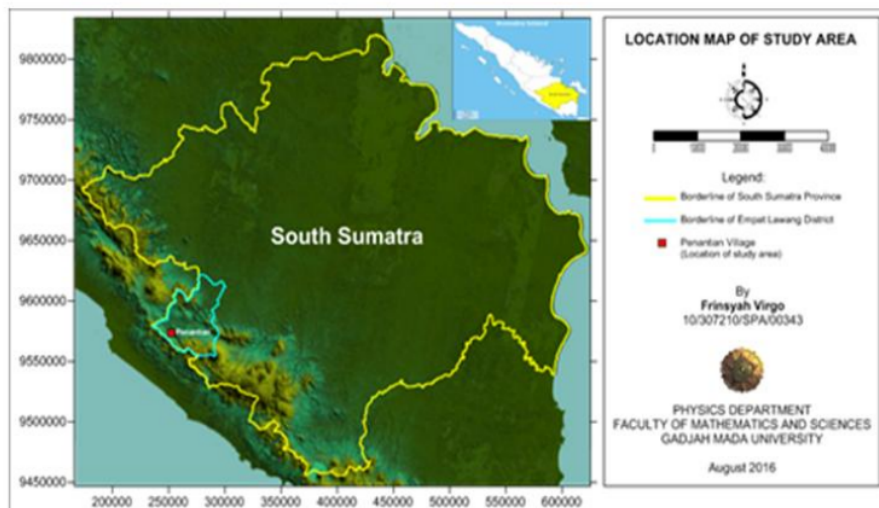 9800000
9750000
9700000
9650000
9600000
9550000
9500000
9450000
200000 250000 300000 350000 400000 450000 500000 550000 600000
South Sumatra
Penantian
LOCATION MAP OF STUDY AREA
Legend:
Borderline of South Sumatra Province
Borderline of Empat Lawang District
Penantian Village
(Location of study area)
By
Frinsyah Virgo
10/307210/SPA/00343
PHYSICS DEPARTMENT
FACULTY OF MATHEMATICS AND SCIENCES
GADJAH MADA UNIVERSITY
August 2016